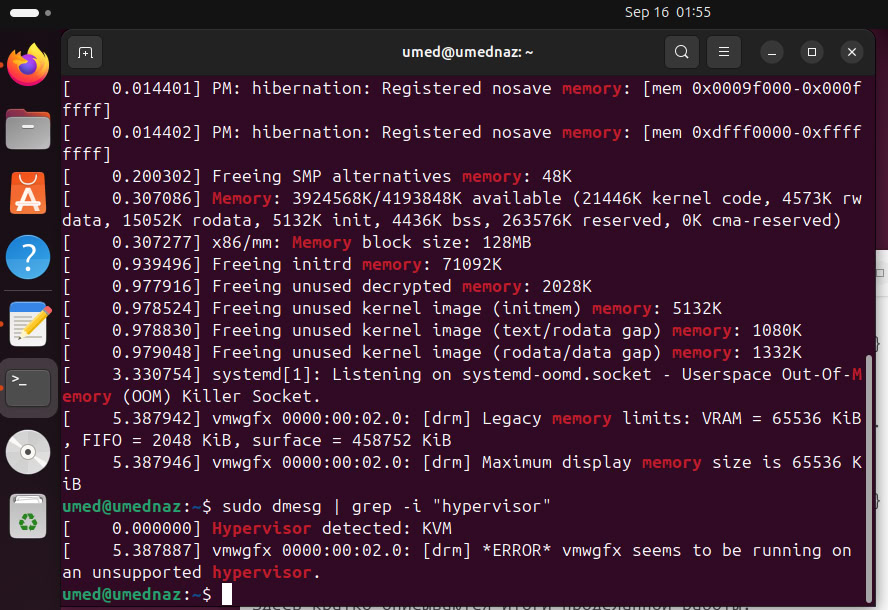 Sep 16 01:55
umed@umednaz: ~
[    0.014401] PM: hibernation: Registered nosave memory: [mem 0x0009f000-0x000f
ffff]
[    0.014402] PM: hibernation: Registered nosave memory: [mem 0xdfff0000-0xffff
ffff]
[    0.200302] Freeing SMP alternatives memory: 48K
[    0.307086] Memory: 3924568K/4193848K available (21446K kernel code, 4573K rw
data, 15052K rodata, 5132K init, 4436K bss, 263576K reserved, 0K cma-reserved)
[    0.307277] x86/mm: Memory block size: 128MB
[    0.939496] Freeing initrd memory: 71092K
[    0.977916] Freeing unused decrypted memory: 2028K
[    0.978524] Freeing unused kernel image (initmem) memory: 5132K
[    0.978830] Freeing unused kernel image (text/rodata gap) memory: 1080K
[    0.979048] Freeing unused kernel image (rodata/data gap) memory: 1332K
[    3.330754] systemd[1]: Listening on systemd-oomd.socket - Userspace Out-Of-M
emory (OOM) Killer Socket.
[    5.387942] vmwgfx 0000:00:02.0: [drm] Legacy memory limits: VRAM = 65536 KiB
, FIFO = 2048 KiB, surface = 458752 KiB
[    5.387946] vmwgfx 0000:00:02.0: [drm] Maximum display memory size is 65536 K
iB
umed@umednaz:~$ sudo dmesg | grep -i "hypervisor"
[    0.000000] Hypervisor detected: KVM
[    5.387887] vmwgfx 0000:00:02.0: [drm] *ERROR* vmwgfx seems to be running on
an unsupported hypervisor.
umed@umednaz:~$